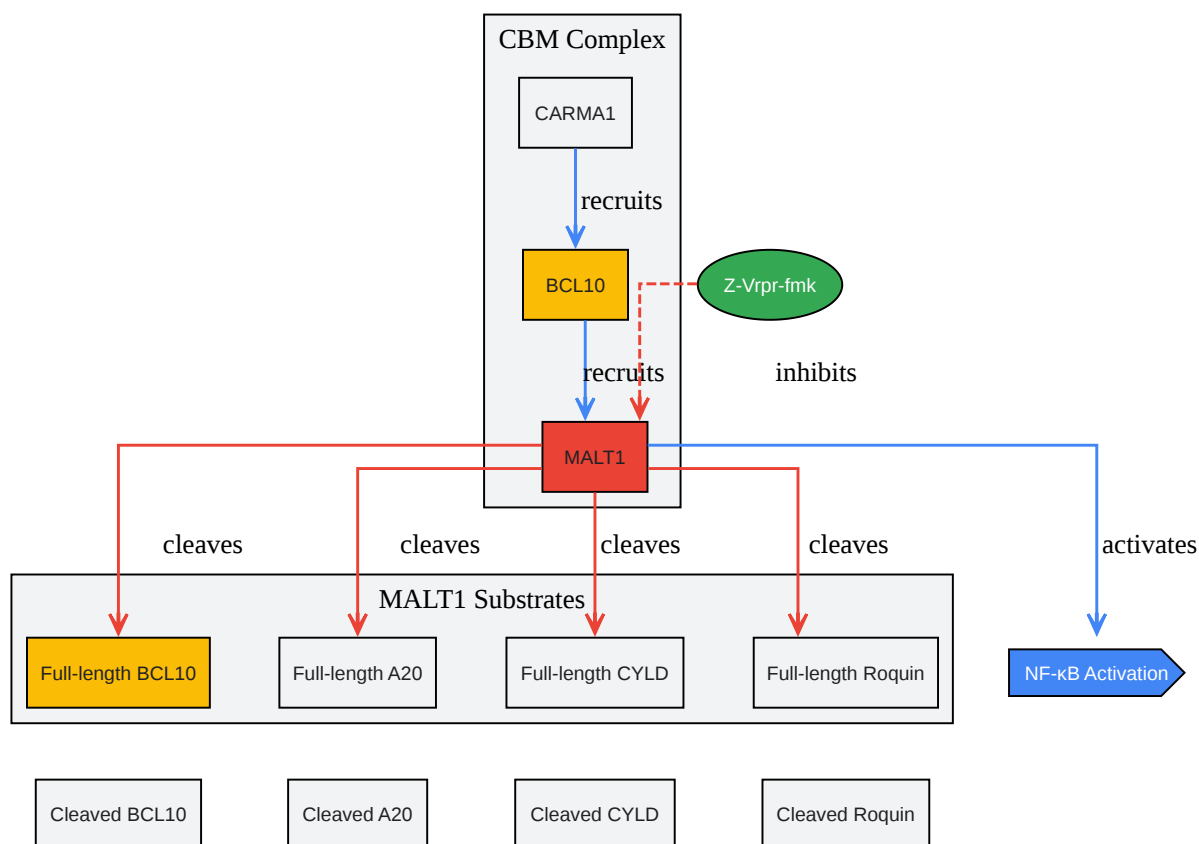 CBM Complex
CARMA1
recruits
BCL10
Z-Vrpr-fmk
recruits
inhibits
MALT1
cleaves
cleaves
cleaves
cleaves
activates
MALT1 Substrates
Full-length BCL10
Full-length A20
Full-length CYLD
Full-length Roquin
NF-κB Activation
Cleaved BCL10
Cleaved A20
Cleaved CYLD
Cleaved Roquin